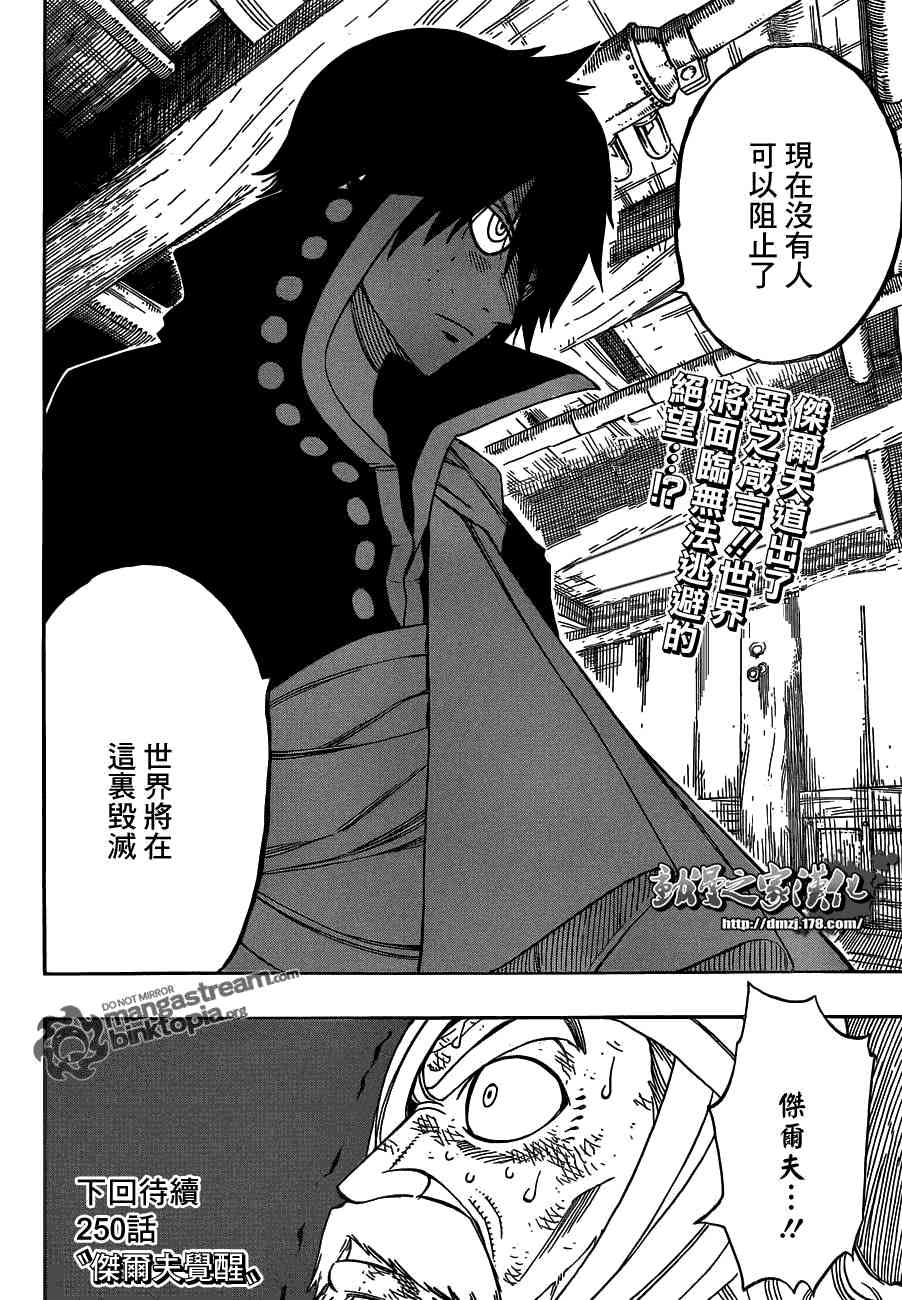 現在沒有人
可以阻止了
傑爾夫道出了
惡之箴言!!世界
將面臨無法逃避的
絕望…!?
世界將在
這裏毀滅
動漫之家漢化
http://dmzj.178.com/
DO NOT MIRROR
mangastream.com
binktopia.org
傑爾夫…!!
下回待續
250話
〝傑爾夫覺醒〟